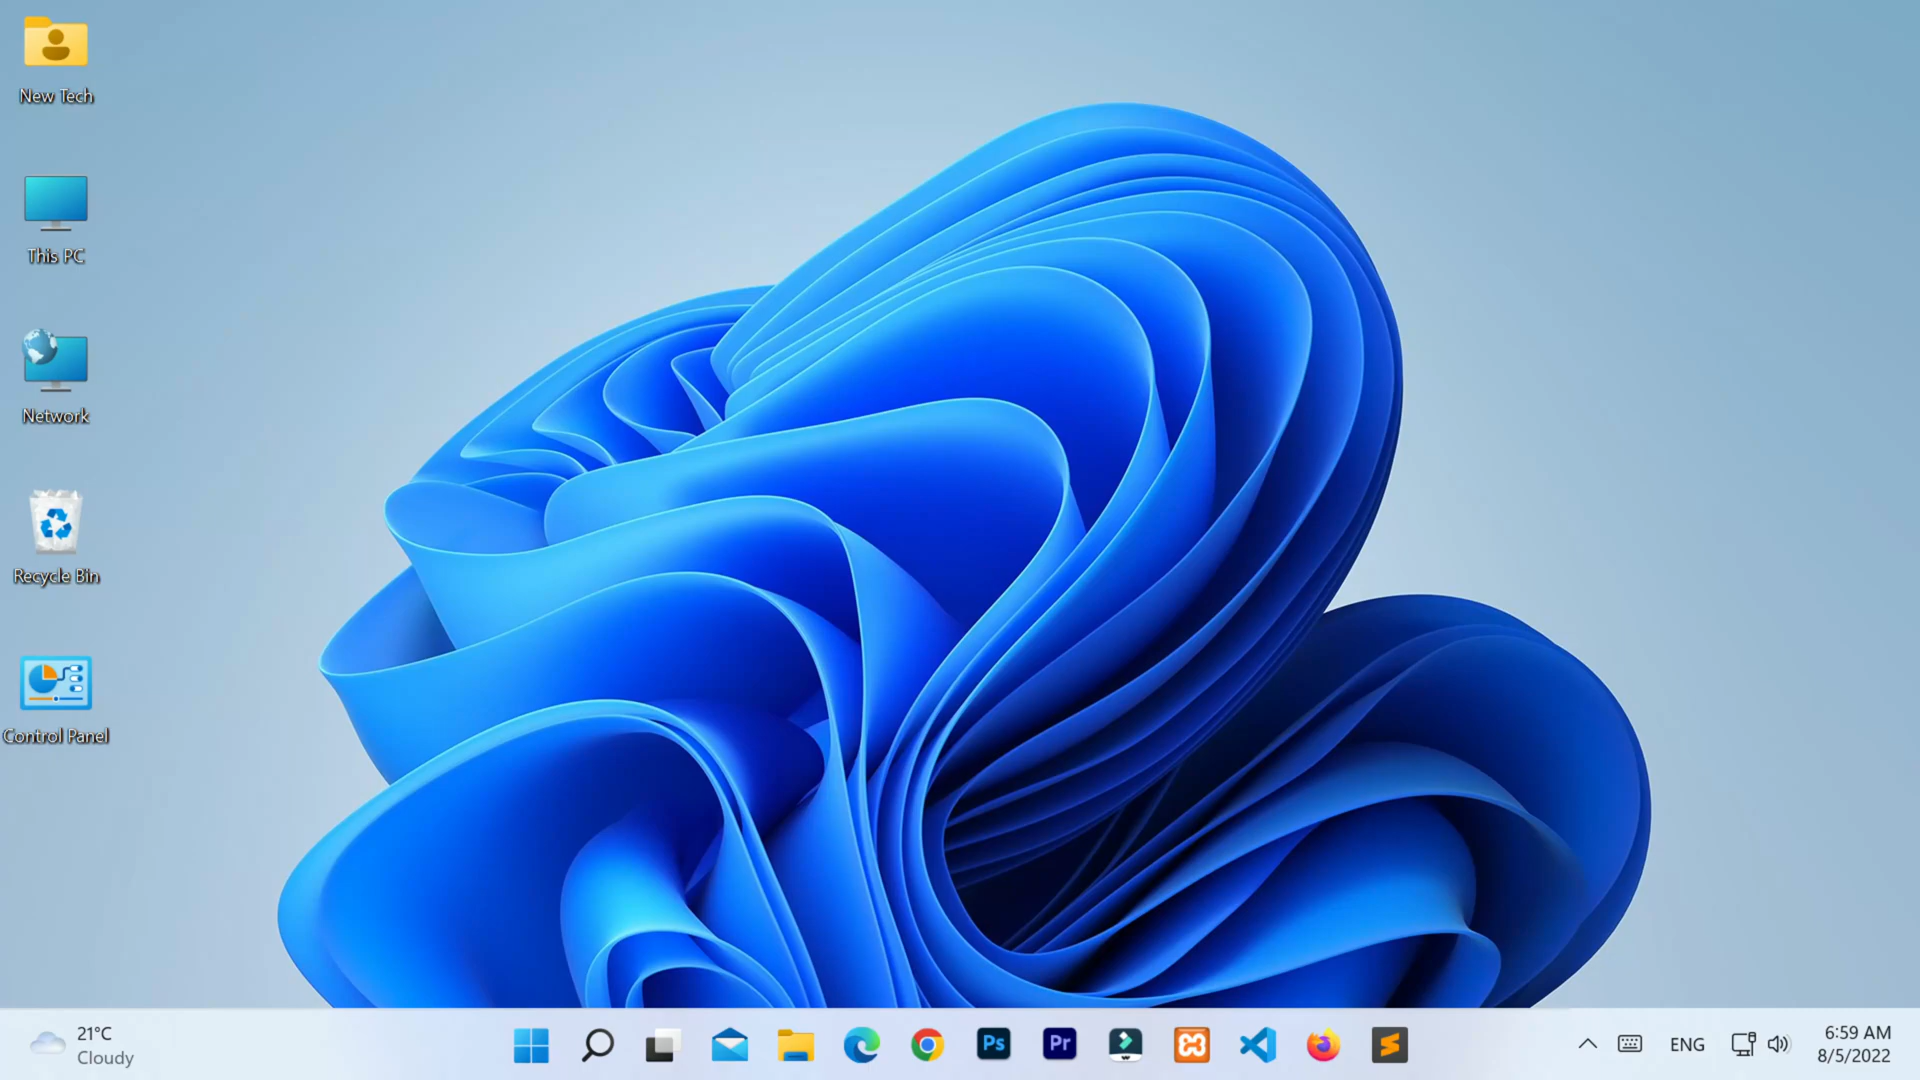 New Tech
This PC
Network
Recycle Bin
Control Panel
21°C
Cloudy
Ps
Pr
ENG
6:59 AM
8/5/2022